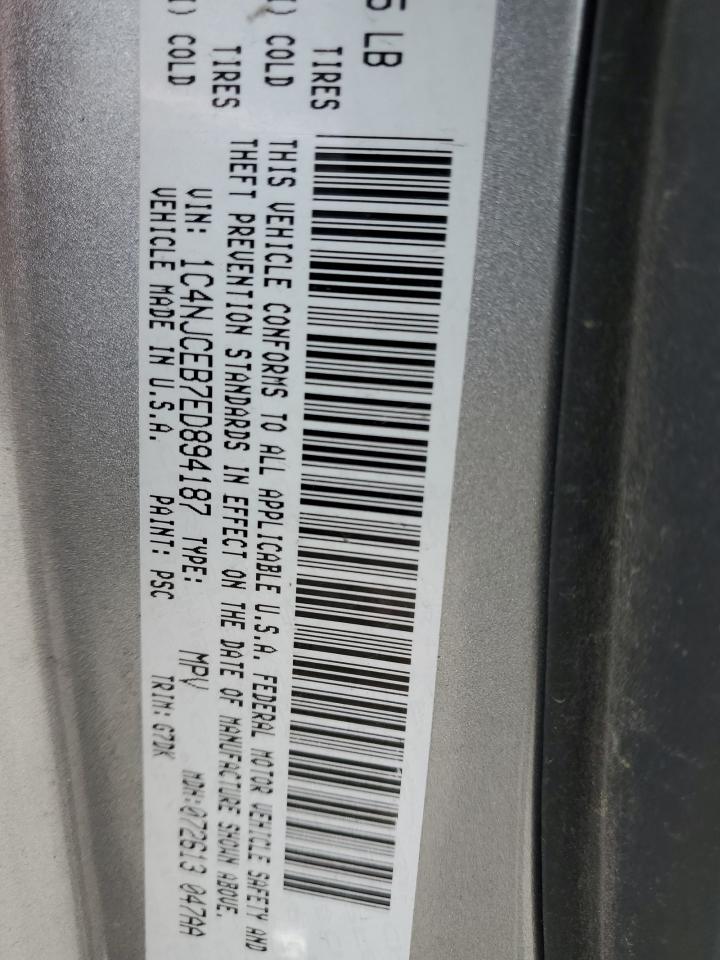 5 LB
TIRES
I) COLD
TIRES
I) COLD
THIS VEHICLE CONFORMS TO ALL APPLICABLE U.S.A. FEDERAL MOTOR VEHICLE SAFETY AND
THEFT PREVENTION STANDARDS IN EFFECT ON THE DATE OF MANUFACTURE SHOWN ABOVE.
VIN: 1C4NJCEB7ED894187 TYPE: MPV MDH:072613 047AA
VEHICLE MADE IN U.S.A. PAINT: PSC TRIM: G7DK